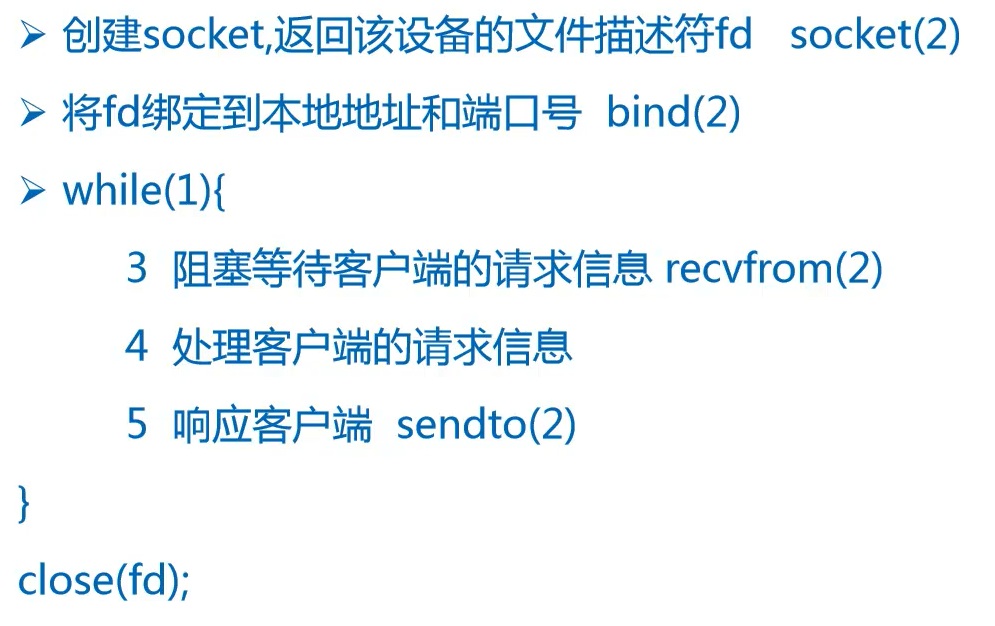 ➢ 创建socket,返回该设备的文件描述符fd socket(2)
➢ 将fd绑定到本地地址和端口号 bind(2)
➢ while(1){
3 阻塞等待客户端的请求信息 recvfrom(2)
4 处理客户端的请求信息
5 响应客户端 sendto(2)
}
close(fd);